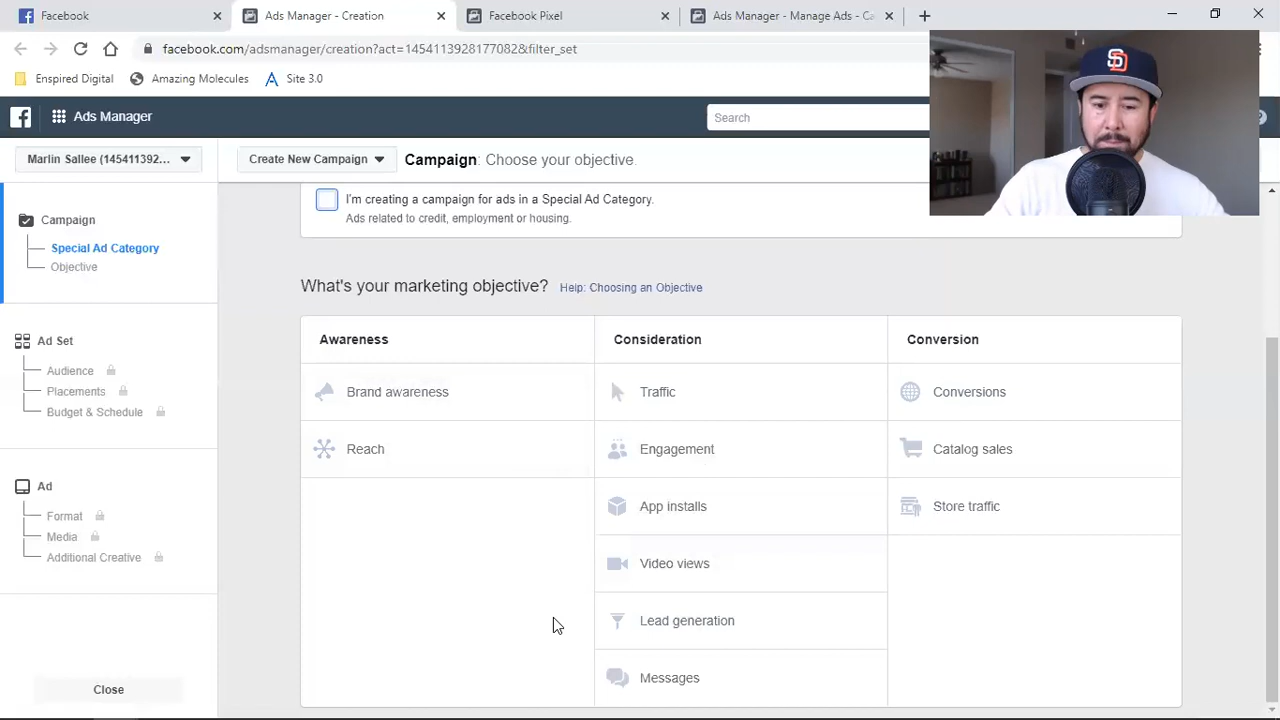 Facebook
Ads Manager - Creation
Facebook Pixel
Ads Manager - Manage Ads - Ca
facebook.com/adsmanager/creation?act=1454113928177082&filter_set
Enspired Digital
Amazing Molecules
Site 3.0
Ads Manager
Search
Marlin Sallee (145411392...
Create New Campaign
Campaign: Choose your objective.
I'm creating a campaign for ads in a Special Ad Category.
Ads related to credit, employment or housing.
Campaign
Special Ad Category
Objective
What's your marketing objective?
Help: Choosing an Objective
Ad Set
Audience
Placements
Budget & Schedule
Ad
Format
Media
Additional Creative
Close
Awareness
Consideration
Conversion
Brand awareness
Traffic
Conversions
Reach
Engagement
Catalog sales
App installs
Store traffic
Video views
Lead generation
Messages
SD